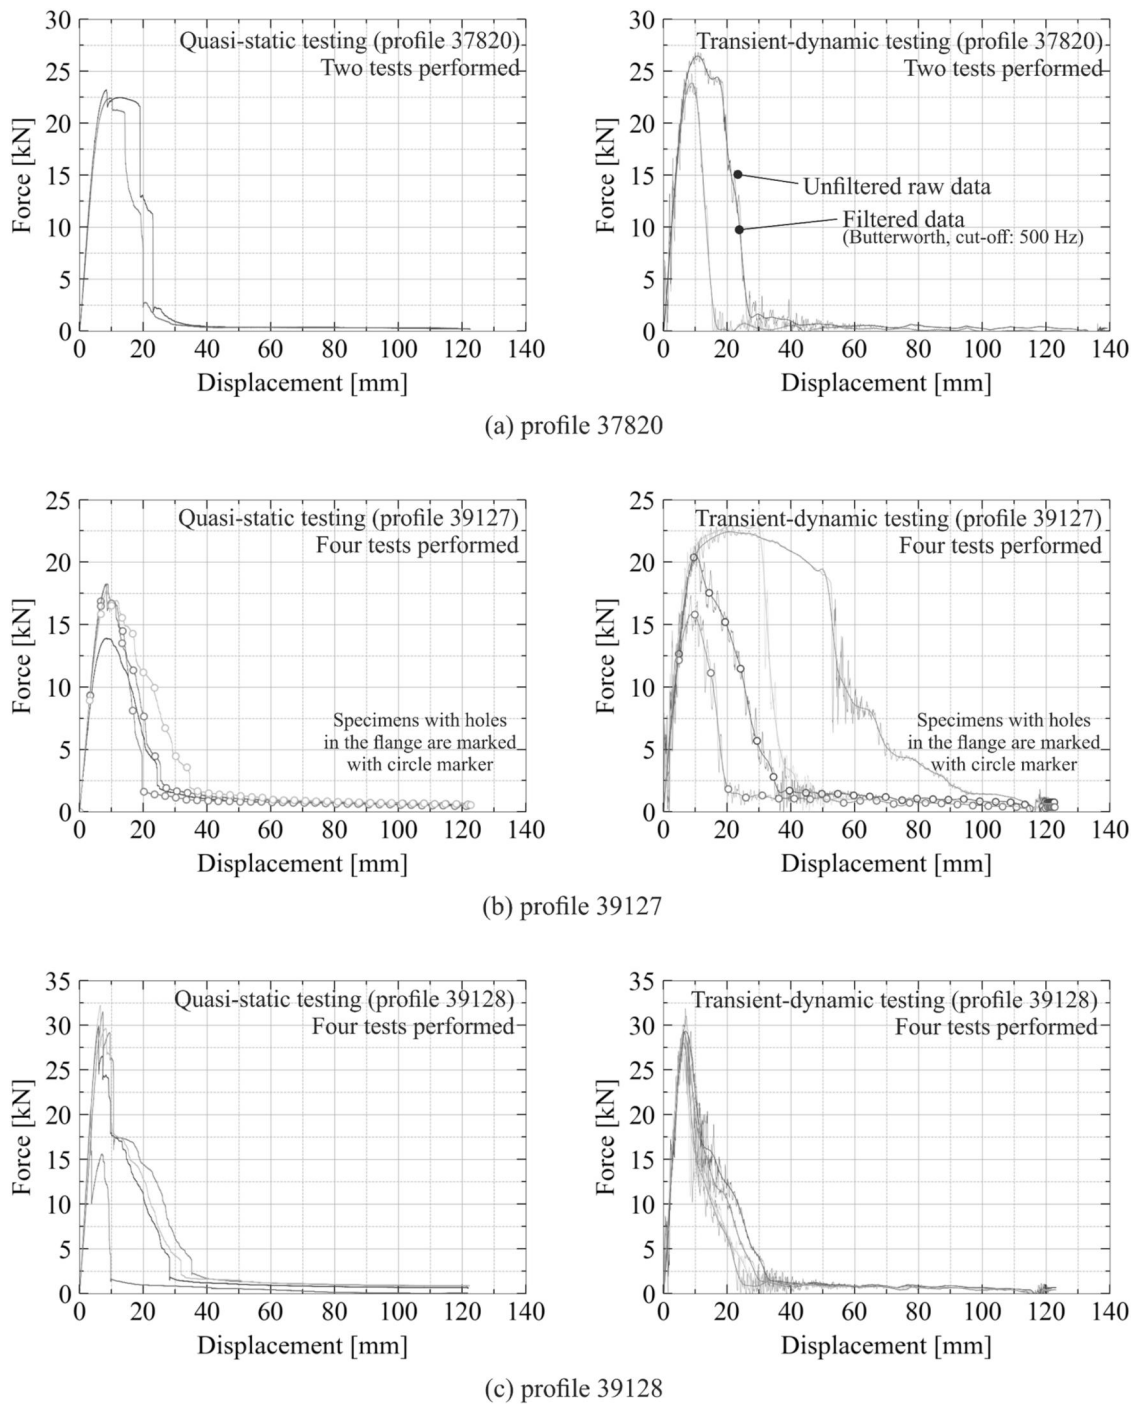 30
25
20
15
10
5
0
Force [kN]
Quasi-static testing (profile 37820)
Two tests performed
0 20 40 60 80 100 120 140
Displacement [mm]
30
25
20
15
10
5
0
Force [kN]
Transient-dynamic testing (profile 37820)
Two tests performed
Unfiltered raw data
Filtered data
(Butterworth, cut-off: 500 Hz)
0 20 40 60 80 100 120 140
Displacement [mm]
(a) profile 37820
25
20
15
10
5
0
Force [kN]
Quasi-static testing (profile 39127)
Four tests performed
Specimens with holes
in the flange are marked
with circle marker
0 20 40 60 80 100 120 140
Displacement [mm]
25
20
15
10
5
0
Force [kN]
Transient-dynamic testing (profile 39127)
Four tests performed
Specimens with holes
in the flange are marked
with circle marker
0 20 40 60 80 100 120 140
Displacement [mm]
(b) profile 39127
35
30
25
20
15
10
5
0
Force [kN]
Quasi-static testing (profile 39128)
Four tests performed
0 20 40 60 80 100 120 140
Displacement [mm]
35
30
25
20
15
10
5
0
Force [kN]
Transient-dynamic testing (profile 39128)
Four tests performed
0 20 40 60 80 100 120 140
Displacement [mm]
(c) profile 39128